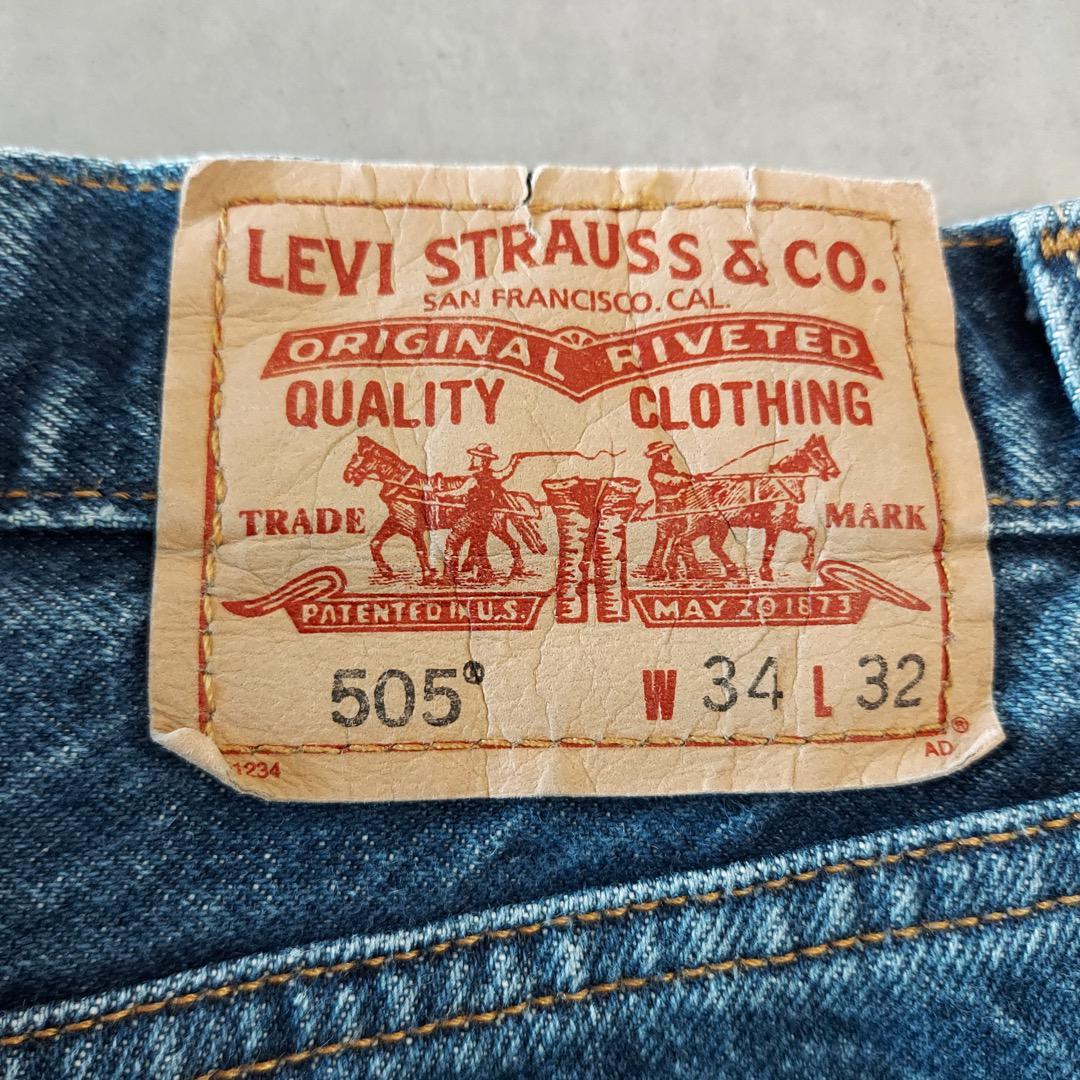 LEVI STRAUSS & CO.
SAN FRANCISCO. CAL.
ORIGINAL RIVETED
QUALITY CLOTHING
TRADE MARK
PATENTED IN U.S. MAY 20 1873
505® W 34 L 32
1234 AD®